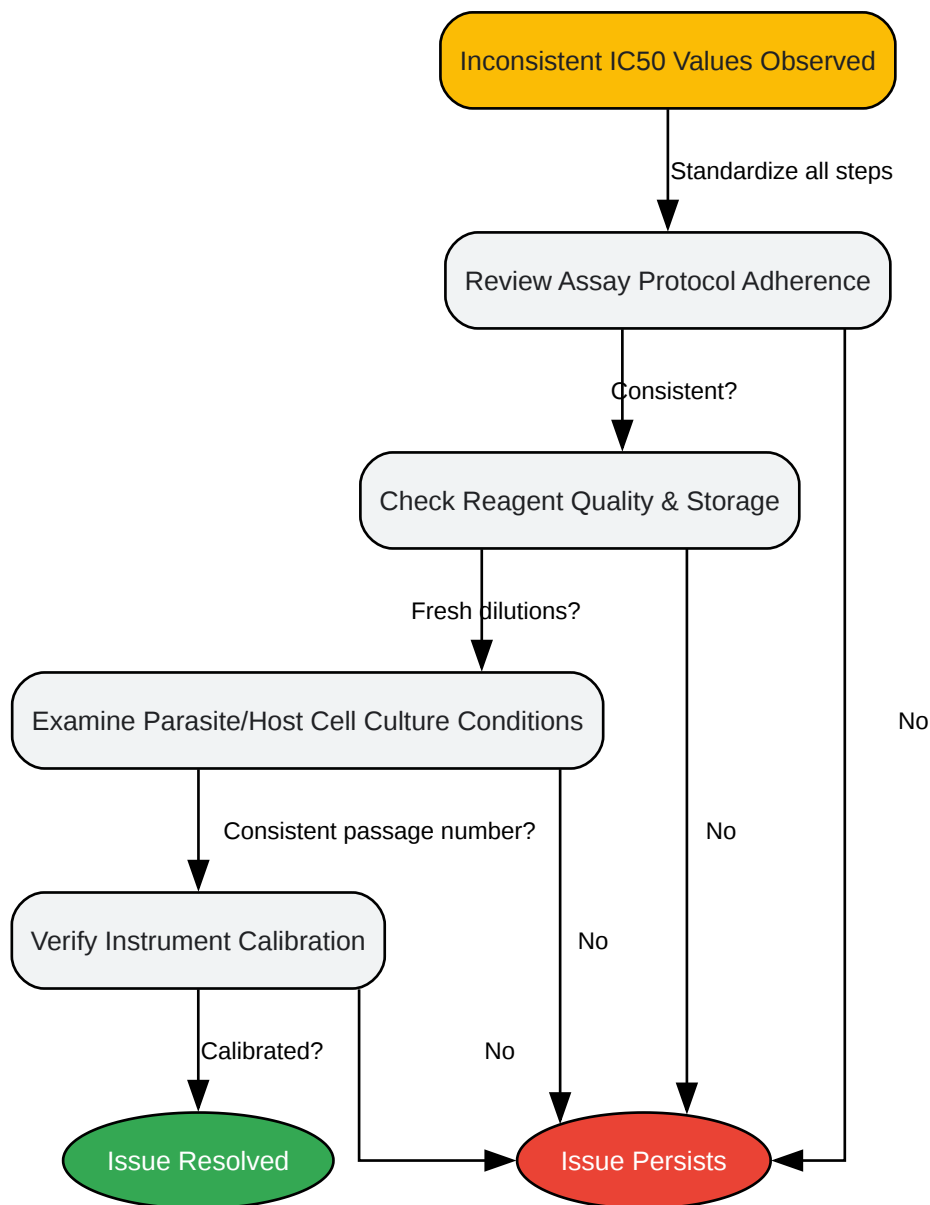 Inconsistent IC50 Values Observed
Standardize all steps
Review Assay Protocol Adherence
Consistent?
Check Reagent Quality & Storage
Fresh dilutions?
Examine Parasite/Host Cell Culture Conditions
No
Consistent passage number?
No
Verify Instrument Calibration
No
Calibrated?
No
Issue Resolved
Issue Persists